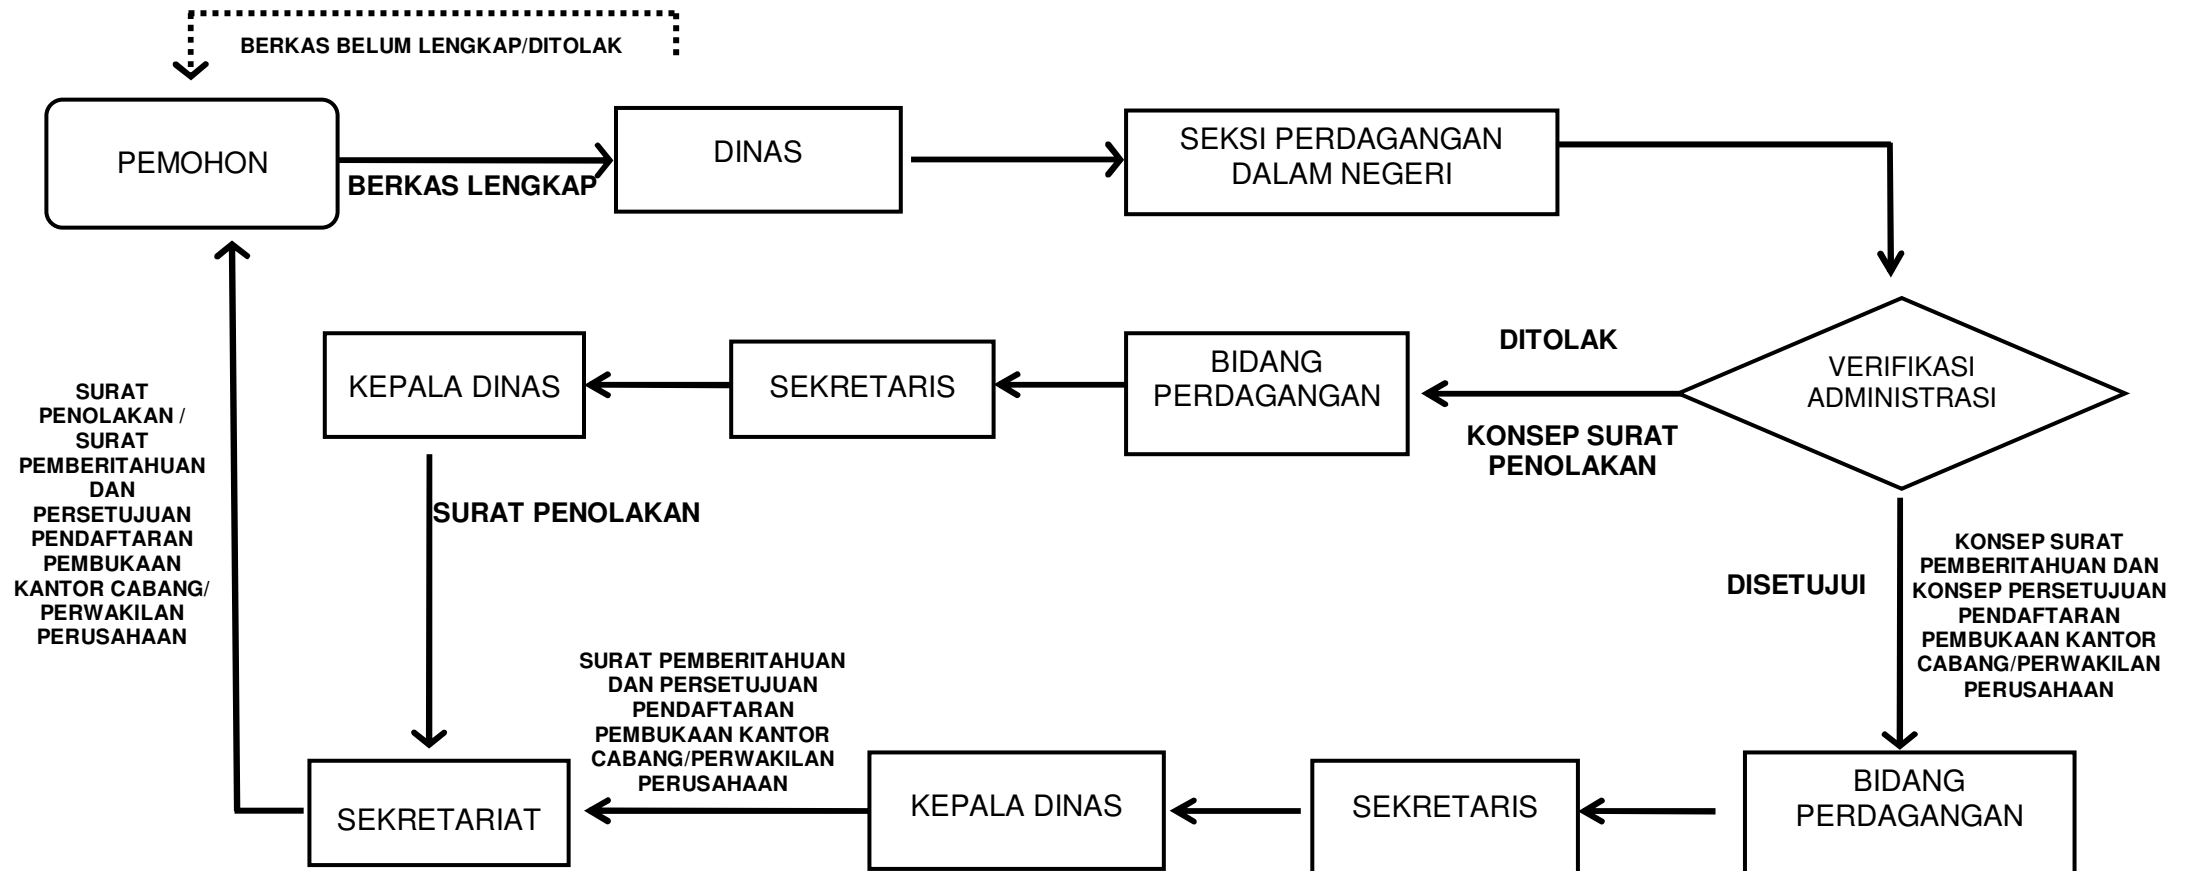 BERKAS BELUM LENGKAP/DITOLAK
PEMOHON
BERKAS LENGKAP
DINAS
SEKSI PERDAGANGAN
DALAM NEGERI
VERIFIKASI
ADMINISTRASI
DITOLAK
KONSEP SURAT
PENOLAKAN
BIDANG
PERDAGANGAN
SEKRETARIS
KEPALA DINAS
SURAT PENOLAKAN
SURAT
PENOLAKAN /
SURAT
PEMBERITAHUAN
DAN
PERSETUJUAN
PENDAFTARAN
PEMBUKAAN
KANTOR CABANG/
PERWAKILAN
PERUSAHAAN
DISETUJUI
KONSEP SURAT
PEMBERITAHUAN DAN
KONSEP PERSETUJUAN
PENDAFTARAN
PEMBUKAAN KANTOR
CABANG/PERWAKILAN
PERUSAHAAN
BIDANG
PERDAGANGAN
SEKRETARIS
KEPALA DINAS
SURAT PEMBERITAHUAN
DAN PERSETUJUAN
PENDAFTARAN
PEMBUKAAN KANTOR
CABANG/PERWAKILAN
PERUSAHAAN
SEKRETARIAT